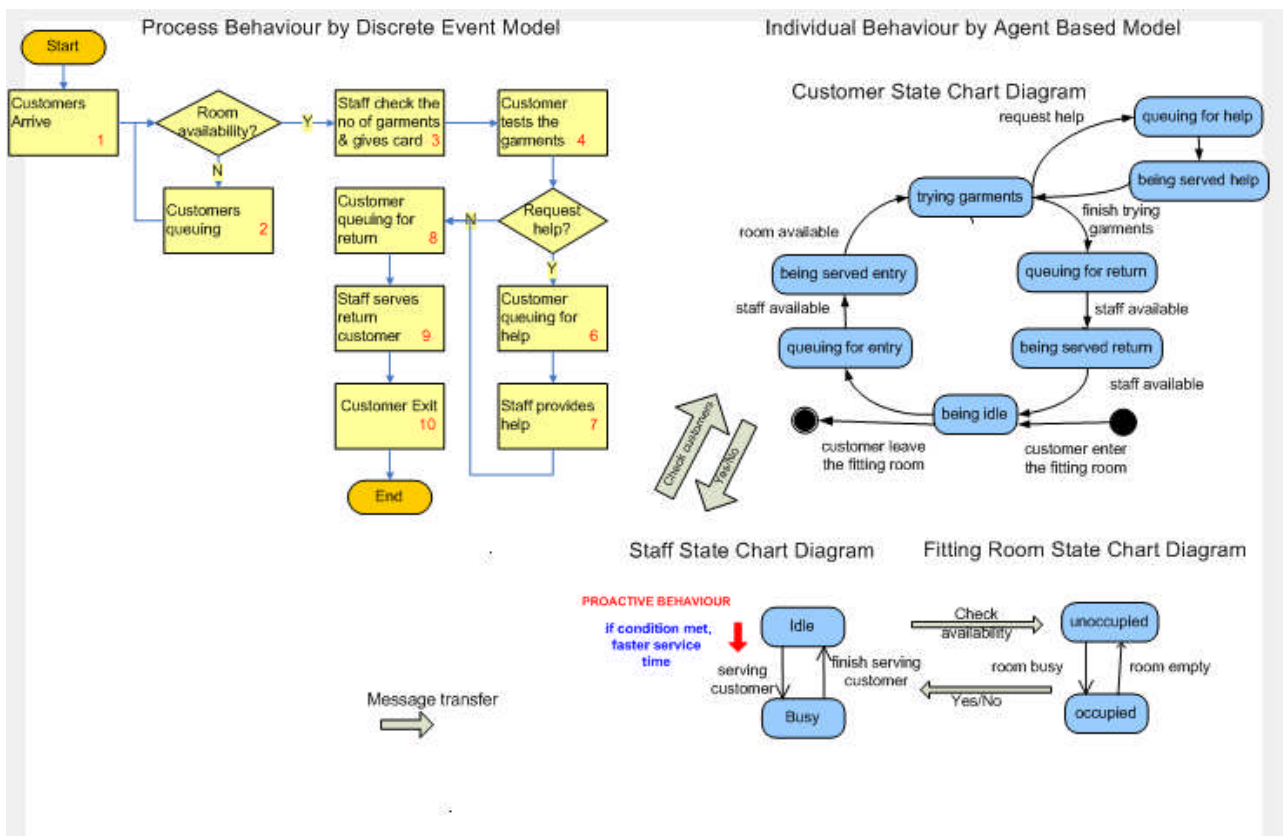 Process Behaviour by Discrete Event Model
Start
Customers
Arrive
1
Room
availability?
Y
N
Customers
queuing
2
Staff check the
no of garments
& gives card
3
Customer
tests the
garments
4
Request
help?
N
Y
Customer
queuing for
return
8
Staff serves
return
customer
9
Customer Exit
10
End
Customer
queuing for
help
6
Staff provides
help
7
Message transfer
Individual Behaviour by Agent Based Model
Customer State Chart Diagram
request help
queuing for help
being served help
trying garments
finish trying
garments
room available
being served entry
queuing for return
staff available
staff available
queuing for entry
being served return
staff available
being idle
customer leave
the fitting room
customer enter
the fitting room
Check customers
Yes/No
Staff State Chart Diagram
PROACTIVE BEHAVIOUR
if condition met,
faster service
time
Idle
serving
customer
finish serving
customer
Busy
Fitting Room State Chart Diagram
Check
availability
unoccupied
room busy
room empty
Yes/No
occupied